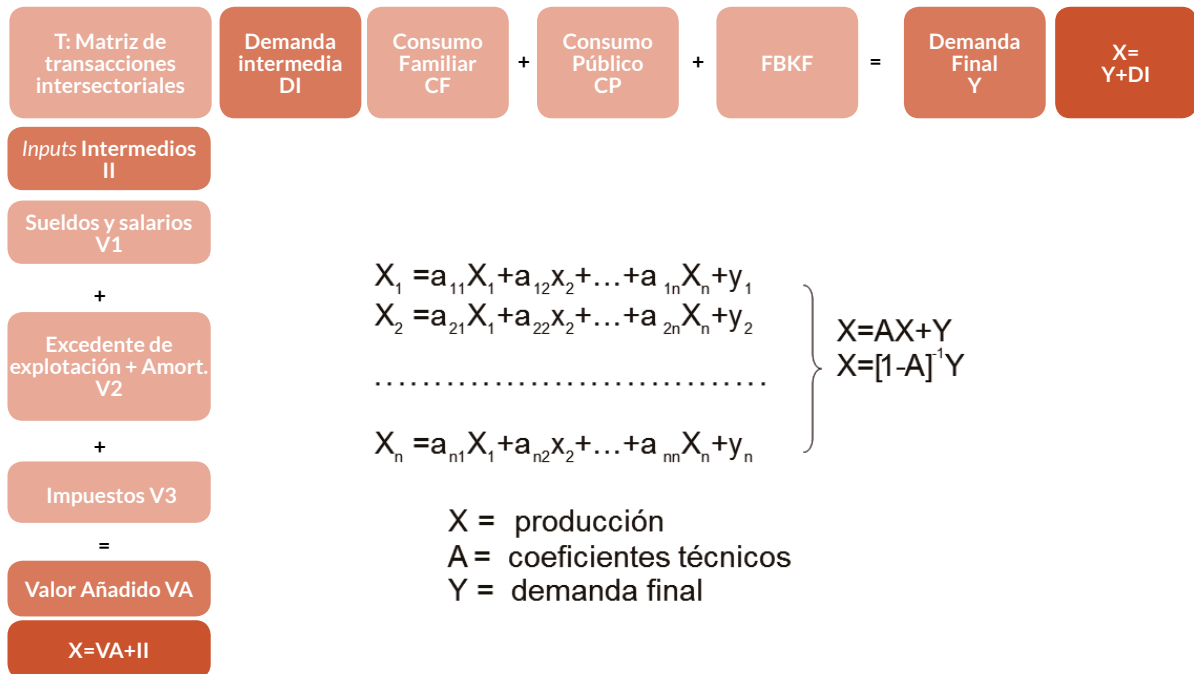 T: Matriz de
transacciones
intersectoriales
Demanda
intermedia
DI
Consumo
Familiar
CF
+
Consumo
Público
CP
+
FBKF
=
Demanda
Final
Y
X=
Y+DI
Inputs Intermedios
II
Sueldos y salarios
V1
+
Excedente de
explotación + Amort.
V2
+
Impuestos V3
=
Valor Añadido VA
X=VA+II
X₁ =a₁₁X₁+a₁₂x₂+...+a ₁ₙXₙ+y₁
X₂ =a₂₁X₁+a₂₂x₂+...+a ₂ₙXₙ+y₂
.................................
Xₙ =aₙ₁X₁+aₙ₂x₂+...+a ₙₙXₙ+yₙ
X=AX+Y
X=[1-A]⁻¹Y
X = producción
A = coeficientes técnicos
Y = demanda final